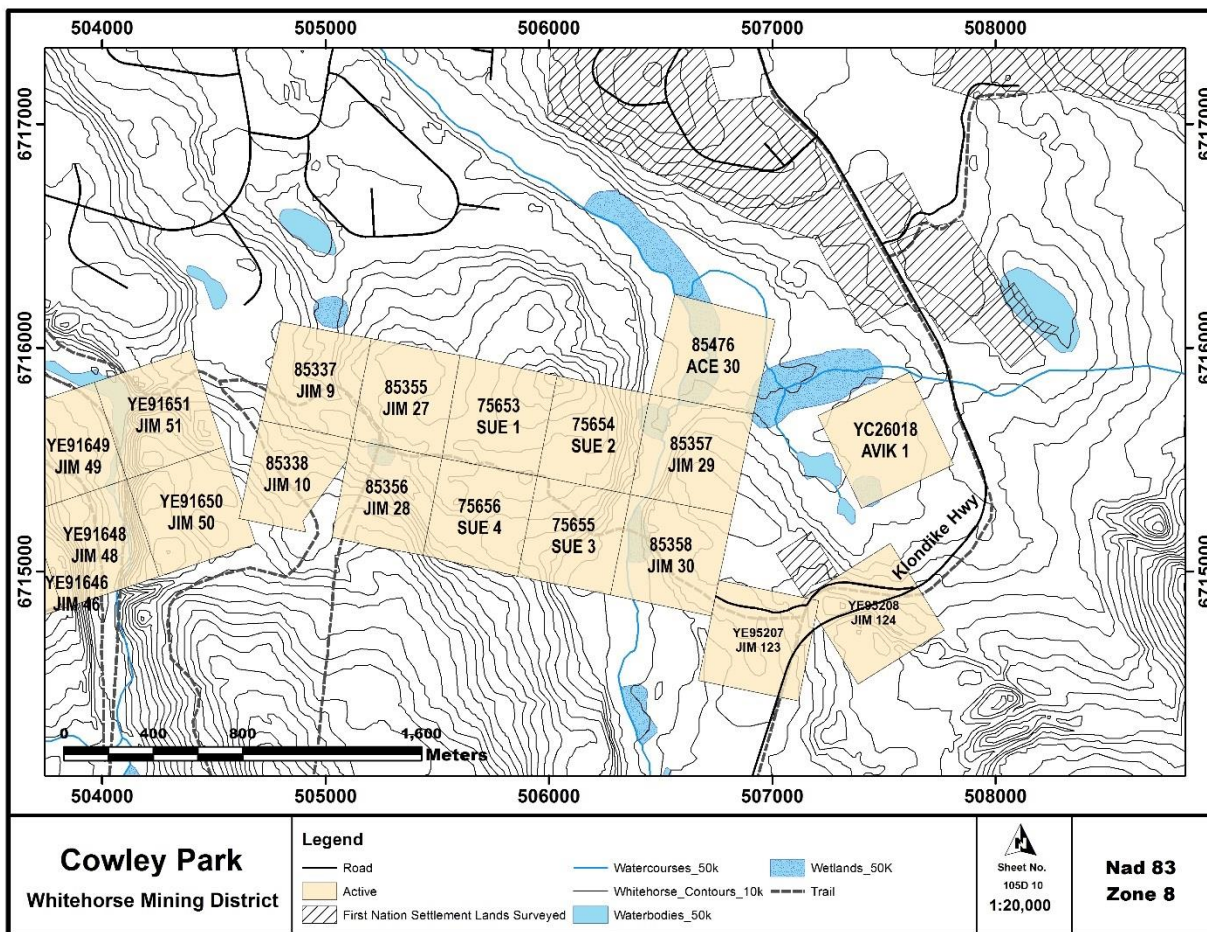 504000 505000 506000 507000 508000
6717000
6717000
6716000
6716000
6715000
6715000
85476
ACE 30
85337
JIM 9
85355
JIM 27
75653
SUE 1
75654
SUE 2
85357
JIM 29
YE91651
JIM 51
YC26018
AVIK 1
YE91649
JIM 49
85338
JIM 10
85356
JIM 28
75656
SUE 4
75655
SUE 3
85358
JIM 30
YE91650
JIM 50
YE91648
JIM 48
YE91646
JIM 46
Klondike Hwy
YE95208
JIM 124
YE95207
JIM 123
0 400 800 1,600
Meters
504000 505000 506000 507000 508000
Cowley Park
Whitehorse Mining District
Legend
Road
Active
First Nation Settlement Lands Surveyed
Watercourses_50k
Whitehorse_Contours_10k
Waterbodies_50k
Wetlands_50K
Trail
N
Sheet No.
105D 10
1:20,000
Nad 83
Zone 8